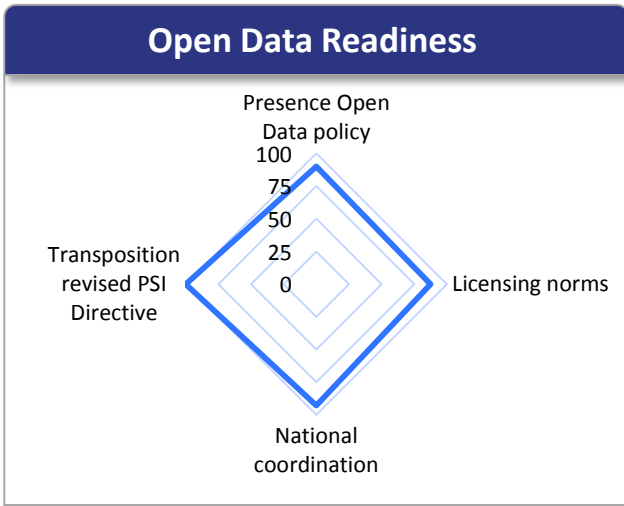 Open Data Readiness
Presence Open
Data policy
100
75
50
25
0
Transposition
revised PSI
Directive
Licensing norms
National
coordination